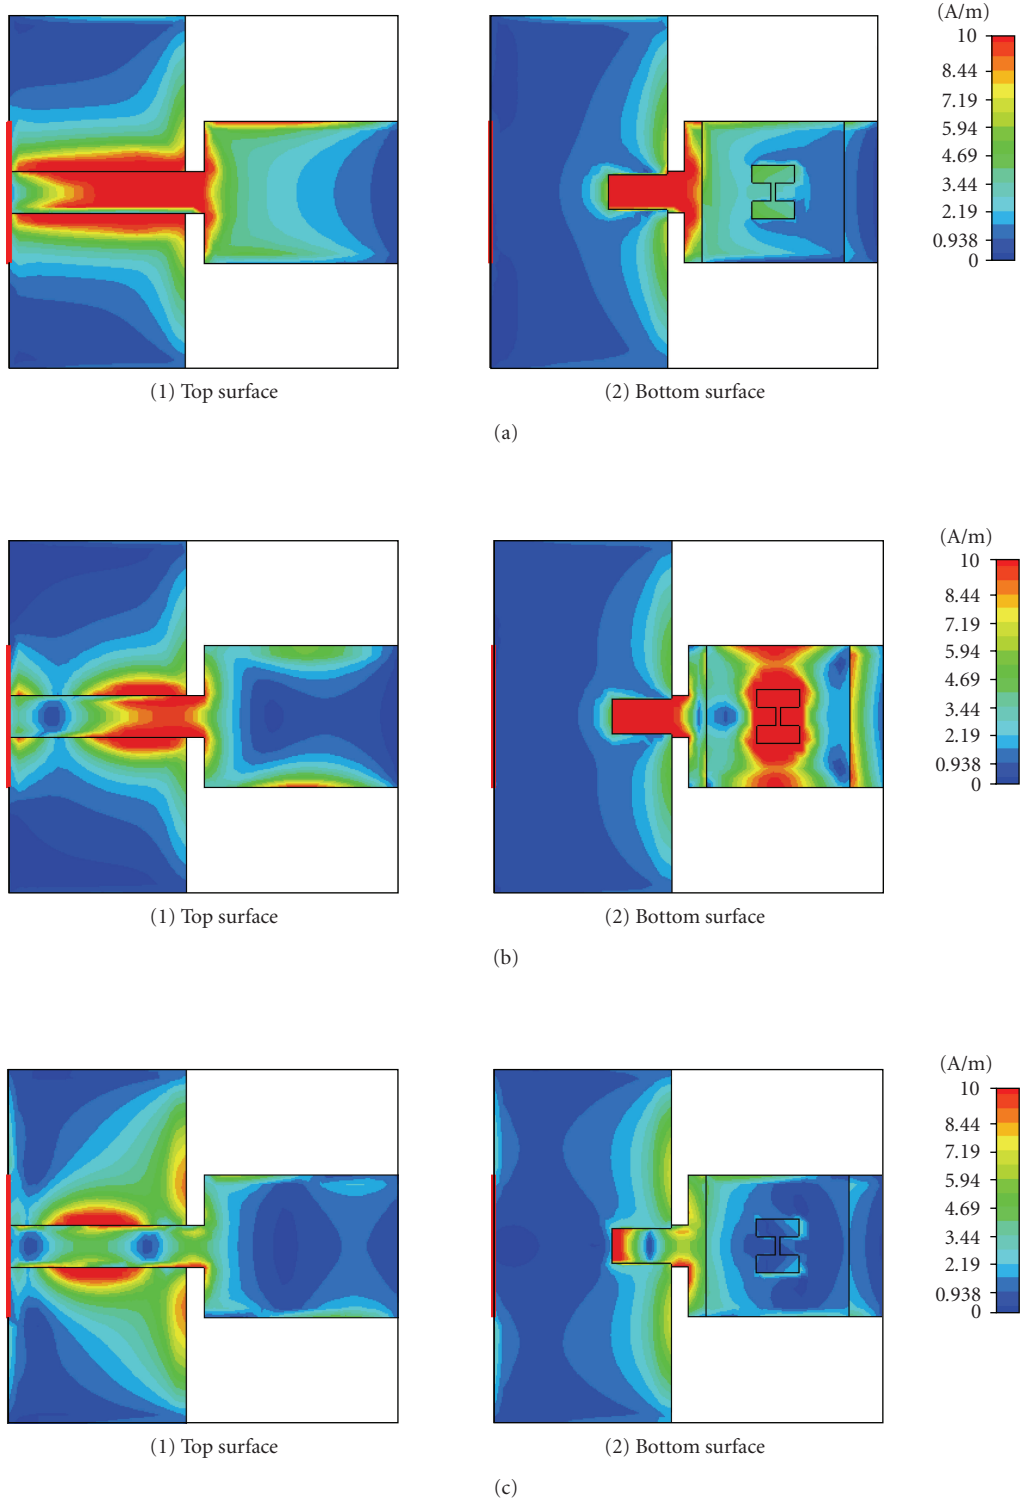 (A/m)
10
8.44
7.19
5.94
4.69
3.44
2.19
0.938
0
(1) Top surface
(2) Bottom surface
(a)
(A/m)
10
8.44
7.19
5.94
4.69
3.44
2.19
0.938
0
(1) Top surface
(2) Bottom surface
(b)
(A/m)
10
8.44
7.19
5.94
4.69
3.44
2.19
0.938
0
(1) Top surface
(2) Bottom surface
(c)